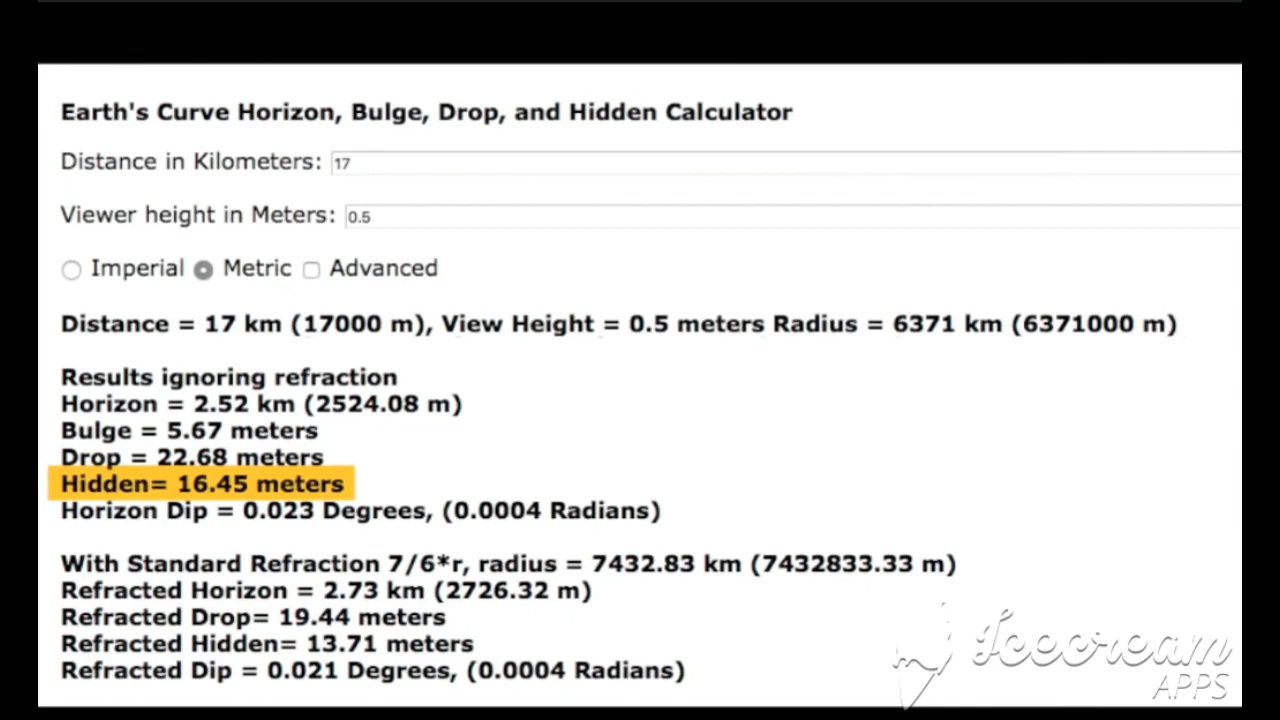 Earth's Curve Horizon, Bulge, Drop, and Hidden Calculator
Distance in Kilometers: 17
Viewer height in Meters: 0.5
Imperial Metric Advanced
Distance = 17 km (17000 m), View Height = 0.5 meters Radius = 6371 km (6371000 m)
Results ignoring refraction
Horizon = 2.52 km (2524.08 m)
Bulge = 5.67 meters
Drop = 22.68 meters
Hidden= 16.45 meters
Horizon Dip = 0.023 Degrees, (0.0004 Radians)
With Standard Refraction 7/6*r, radius = 7432.83 km (7432833.33 m)
Refracted Horizon = 2.73 km (2726.32 m)
Refracted Drop= 19.44 meters
Refracted Hidden= 13.71 meters
Refracted Dip = 0.021 Degrees, (0.0004 Radians)
Icecream
APPS